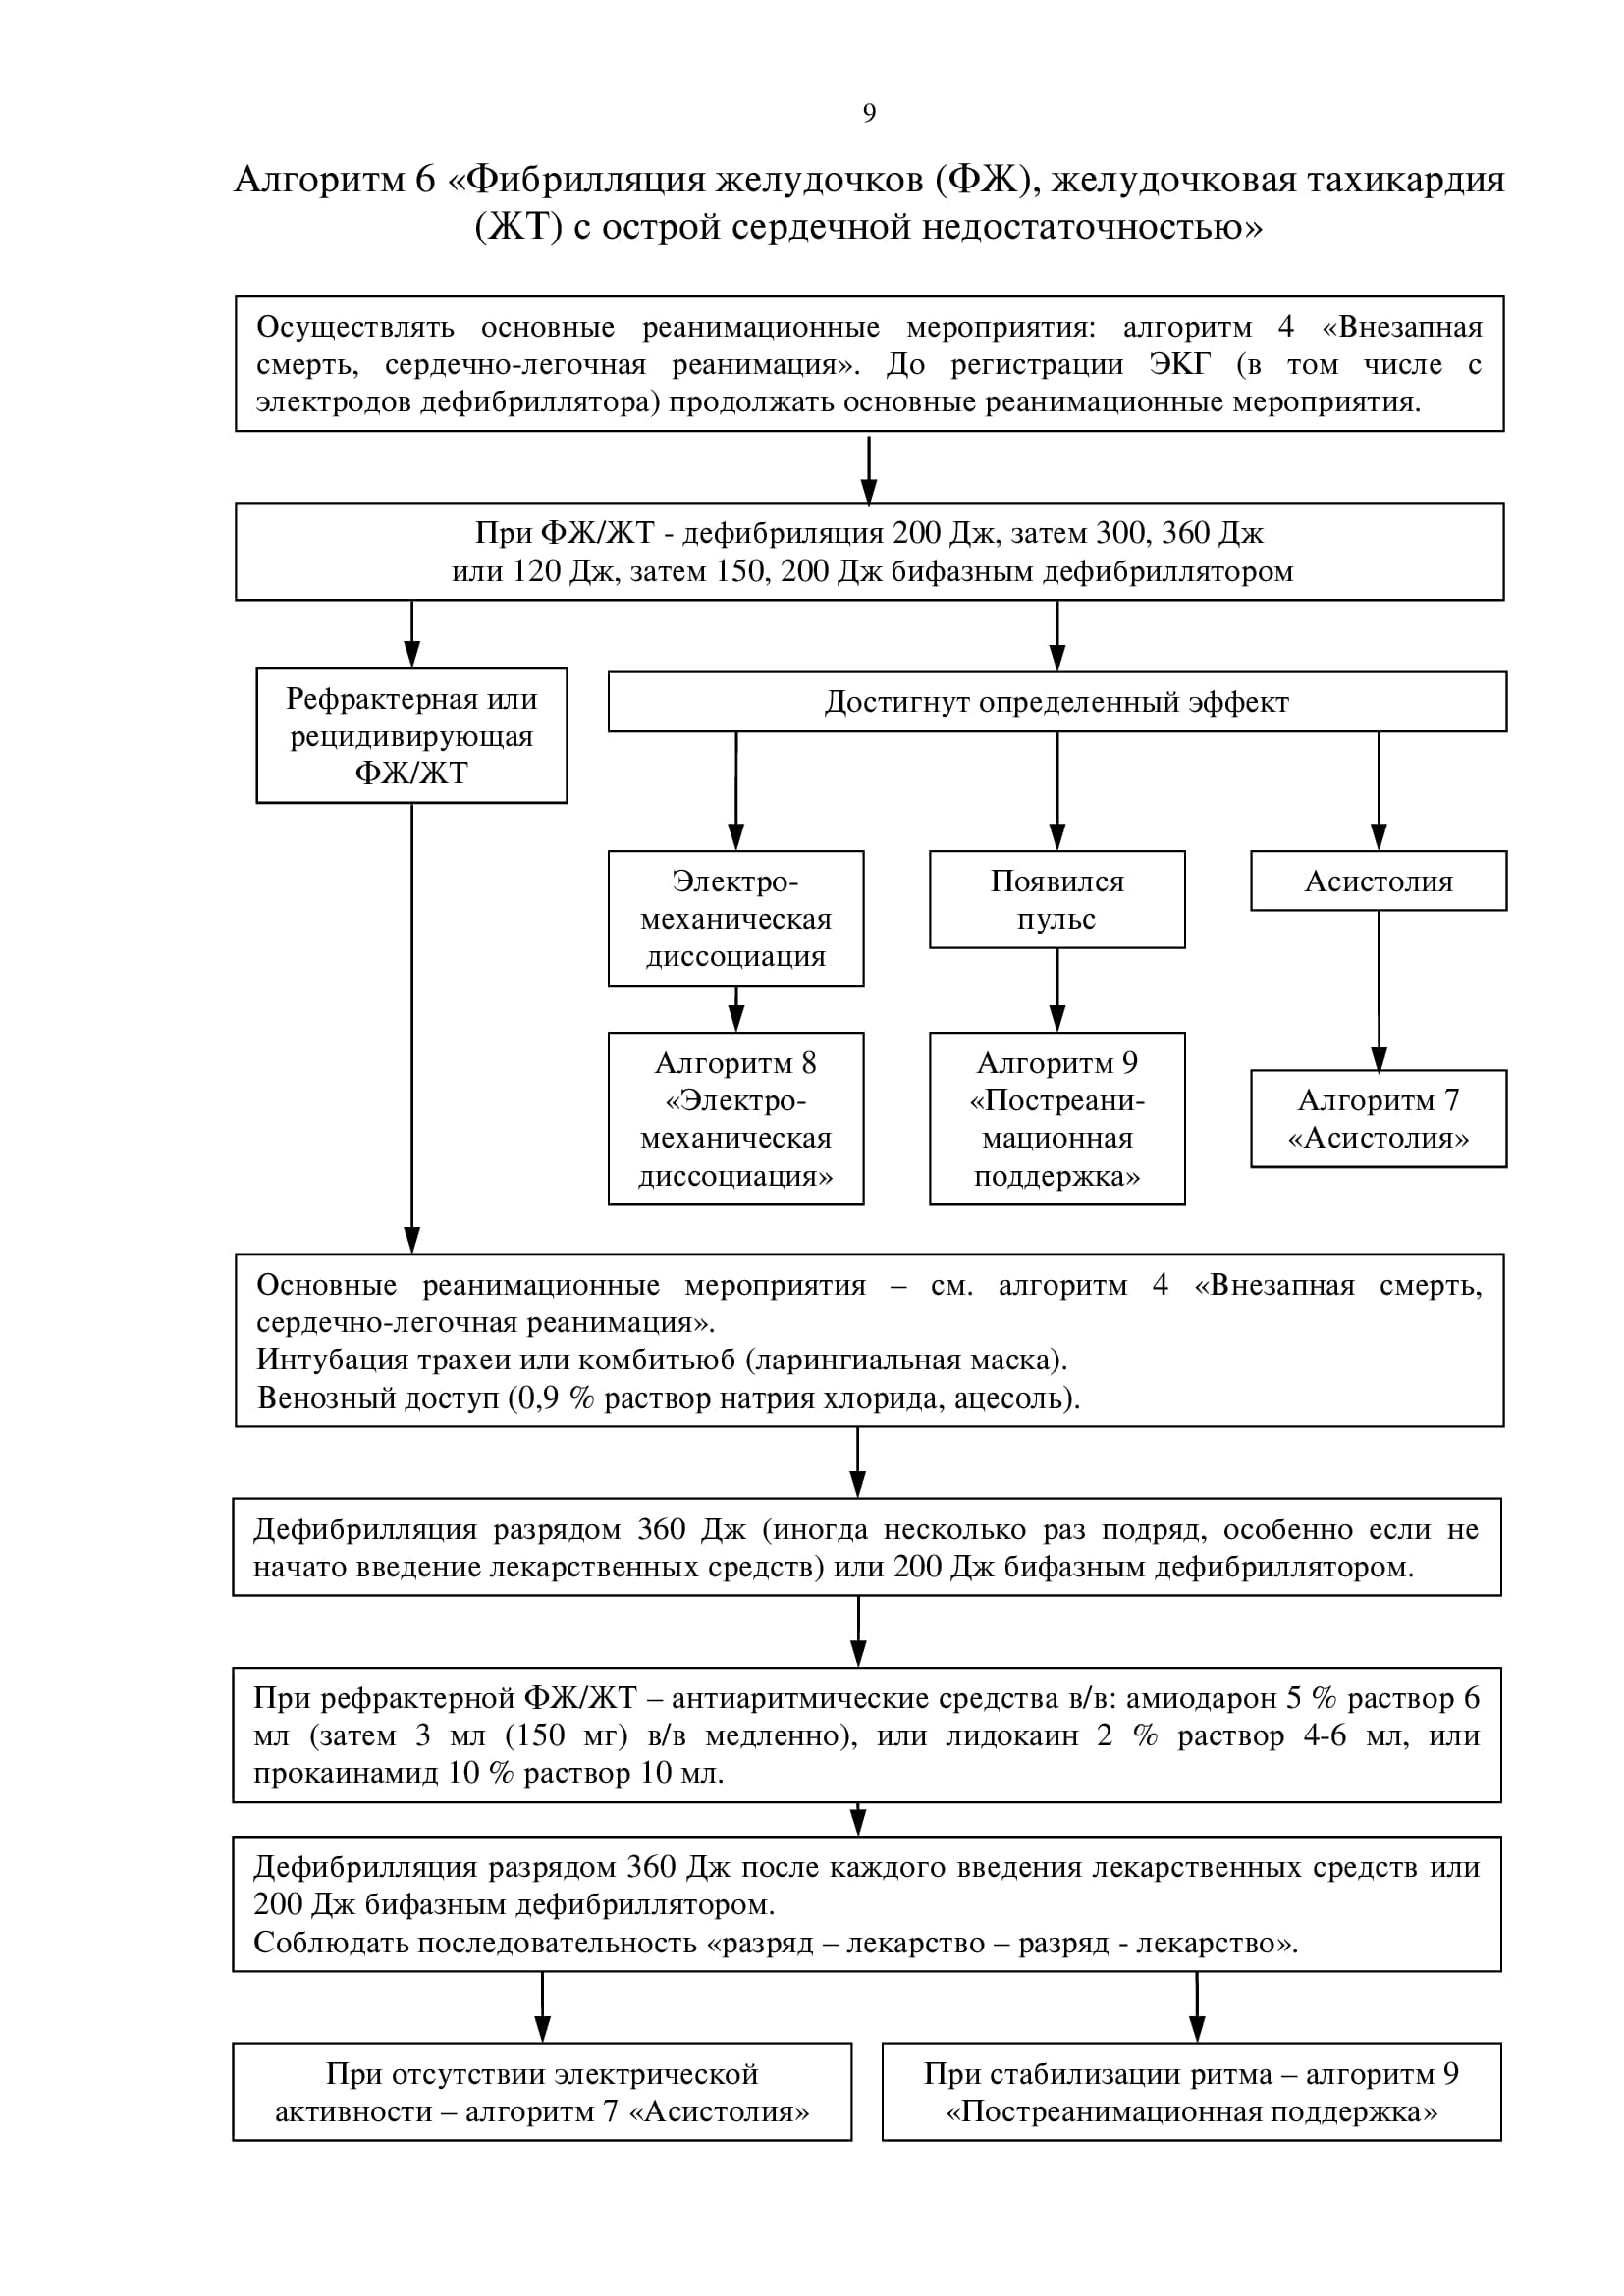 9
Алгоритм 6 «Фибрилляция желудочков (ФЖ), желудочковая тахикардия
(ЖТ) с острой сердечной недостаточностью»
Осуществлять основные реанимационные мероприятия: алгоритм 4 «Внезапная
смерть, сердечно-легочная реанимация». До регистрации ЭКГ (в том числе с
электродов дефибриллятора) продолжать основные реанимационные мероприятия.
При ФЖ/ЖТ - дефибриляция 200 Дж, затем 300, 360 Дж
или 120 Дж, затем 150, 200 Дж бифазным дефибриллятором
Рефрактерная или
рецидивирующая
ФЖ/ЖТ
Достигнут определенный эффект
Электро-
механическая
диссоциация
Появился
пульс
Асистолия
Алгоритм 8
«Электро-
механическая
диссоциация»
Алгоритм 9
«Постреани-
мационная
поддержка»
Алгоритм 7
«Асистолия»
Основные реанимационные мероприятия – см. алгоритм 4 «Внезапная смерть,
сердечно-легочная реанимация».
Интубация трахеи или комбитьюб (ларингиальная маска).
Венозный доступ (0,9 % раствор натрия хлорида, ацесоль).
Дефибрилляция разрядом 360 Дж (иногда несколько раз подряд, особенно если не
начато введение лекарственных средств) или 200 Дж бифазным дефибриллятором.
При рефрактерной ФЖ/ЖТ – антиаритмические средства в/в: амиодарон 5 % раствор 6
мл (затем 3 мл (150 мг) в/в медленно), или лидокаин 2 % раствор 4-6 мл, или
прокаинамид 10 % раствор 10 мл.
Дефибрилляция разрядом 360 Дж после каждого введения лекарственных средств или
200 Дж бифазным дефибриллятором.
Соблюдать последовательность «разряд – лекарство – разряд - лекарство».
При отсутствии электрической
активности – алгоритм 7 «Асистолия»
При стабилизации ритма – алгоритм 9
«Постреанимационная поддержка»